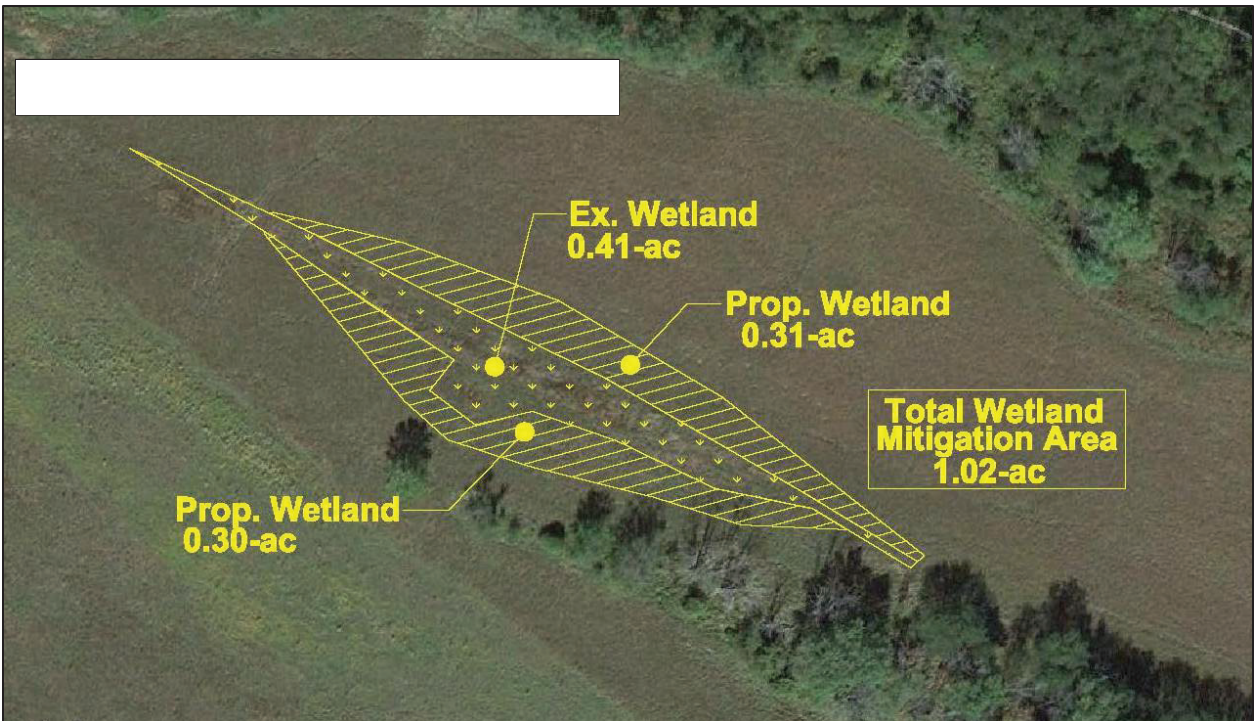 Ex. Wetland
0.41-ac
Prop. Wetland
0.31-ac
Total Wetland
Mitigation Area
1.02-ac
Prop. Wetland
0.30-ac